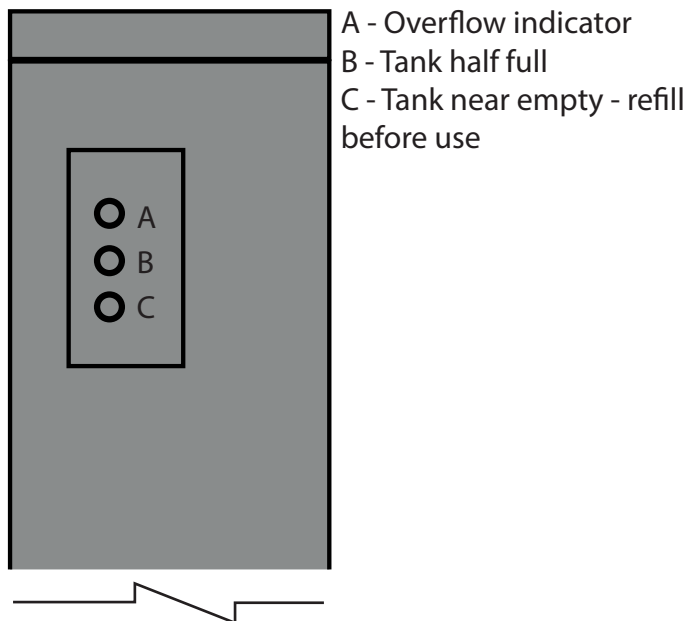 A - Overflow indicator
B - Tank half full
C - Tank near empty - refill
before use
A
B
C